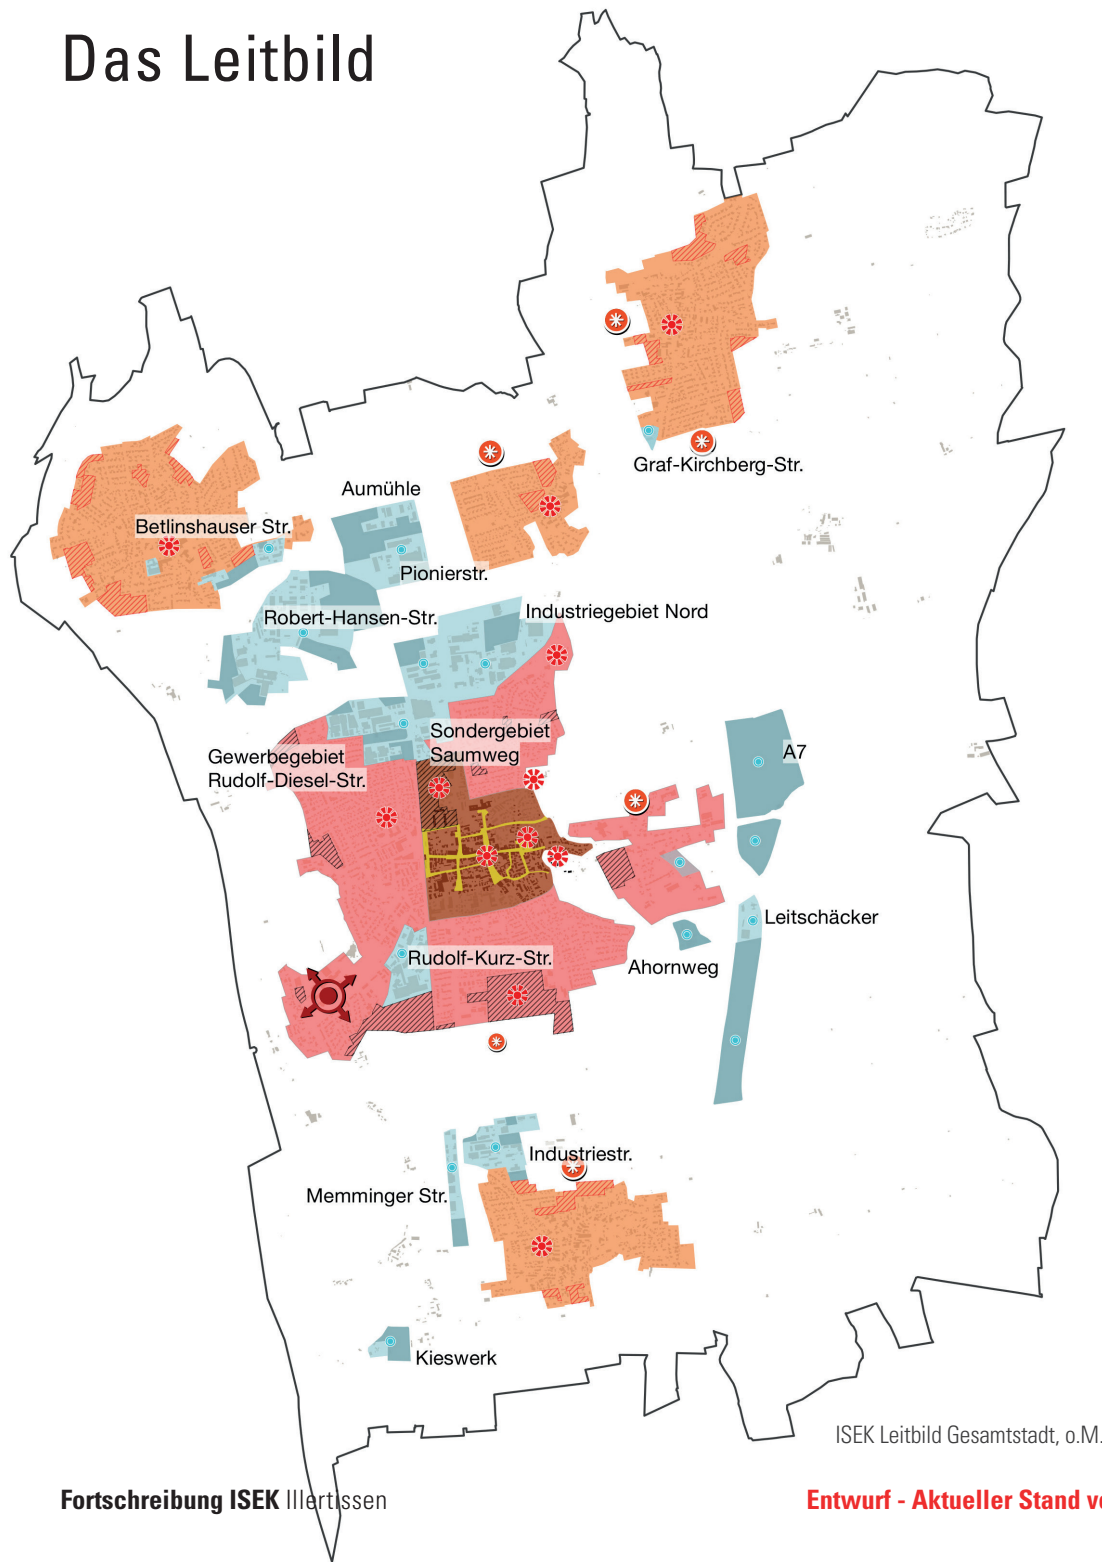 Das Leitbild
Graf-Kirchberg-Str.
Aumühle
Betlinshauser Str.
Pionierstr.
Robert-Hansen-Str.
Industriegebiet Nord
Sondergebiet
Saumweg
Gewerbegebiet
Rudolf-Diesel-Str.
A7
Leitschäcker
Rudolf-Kurz-Str.
Ahornweg
Industriestr.
Memminger Str.
Kieswerk
ISEK Leitbild Gesamtstadt, o.M.
Fortschreibung ISEK Illertissen
Entwurf - Aktueller Stand